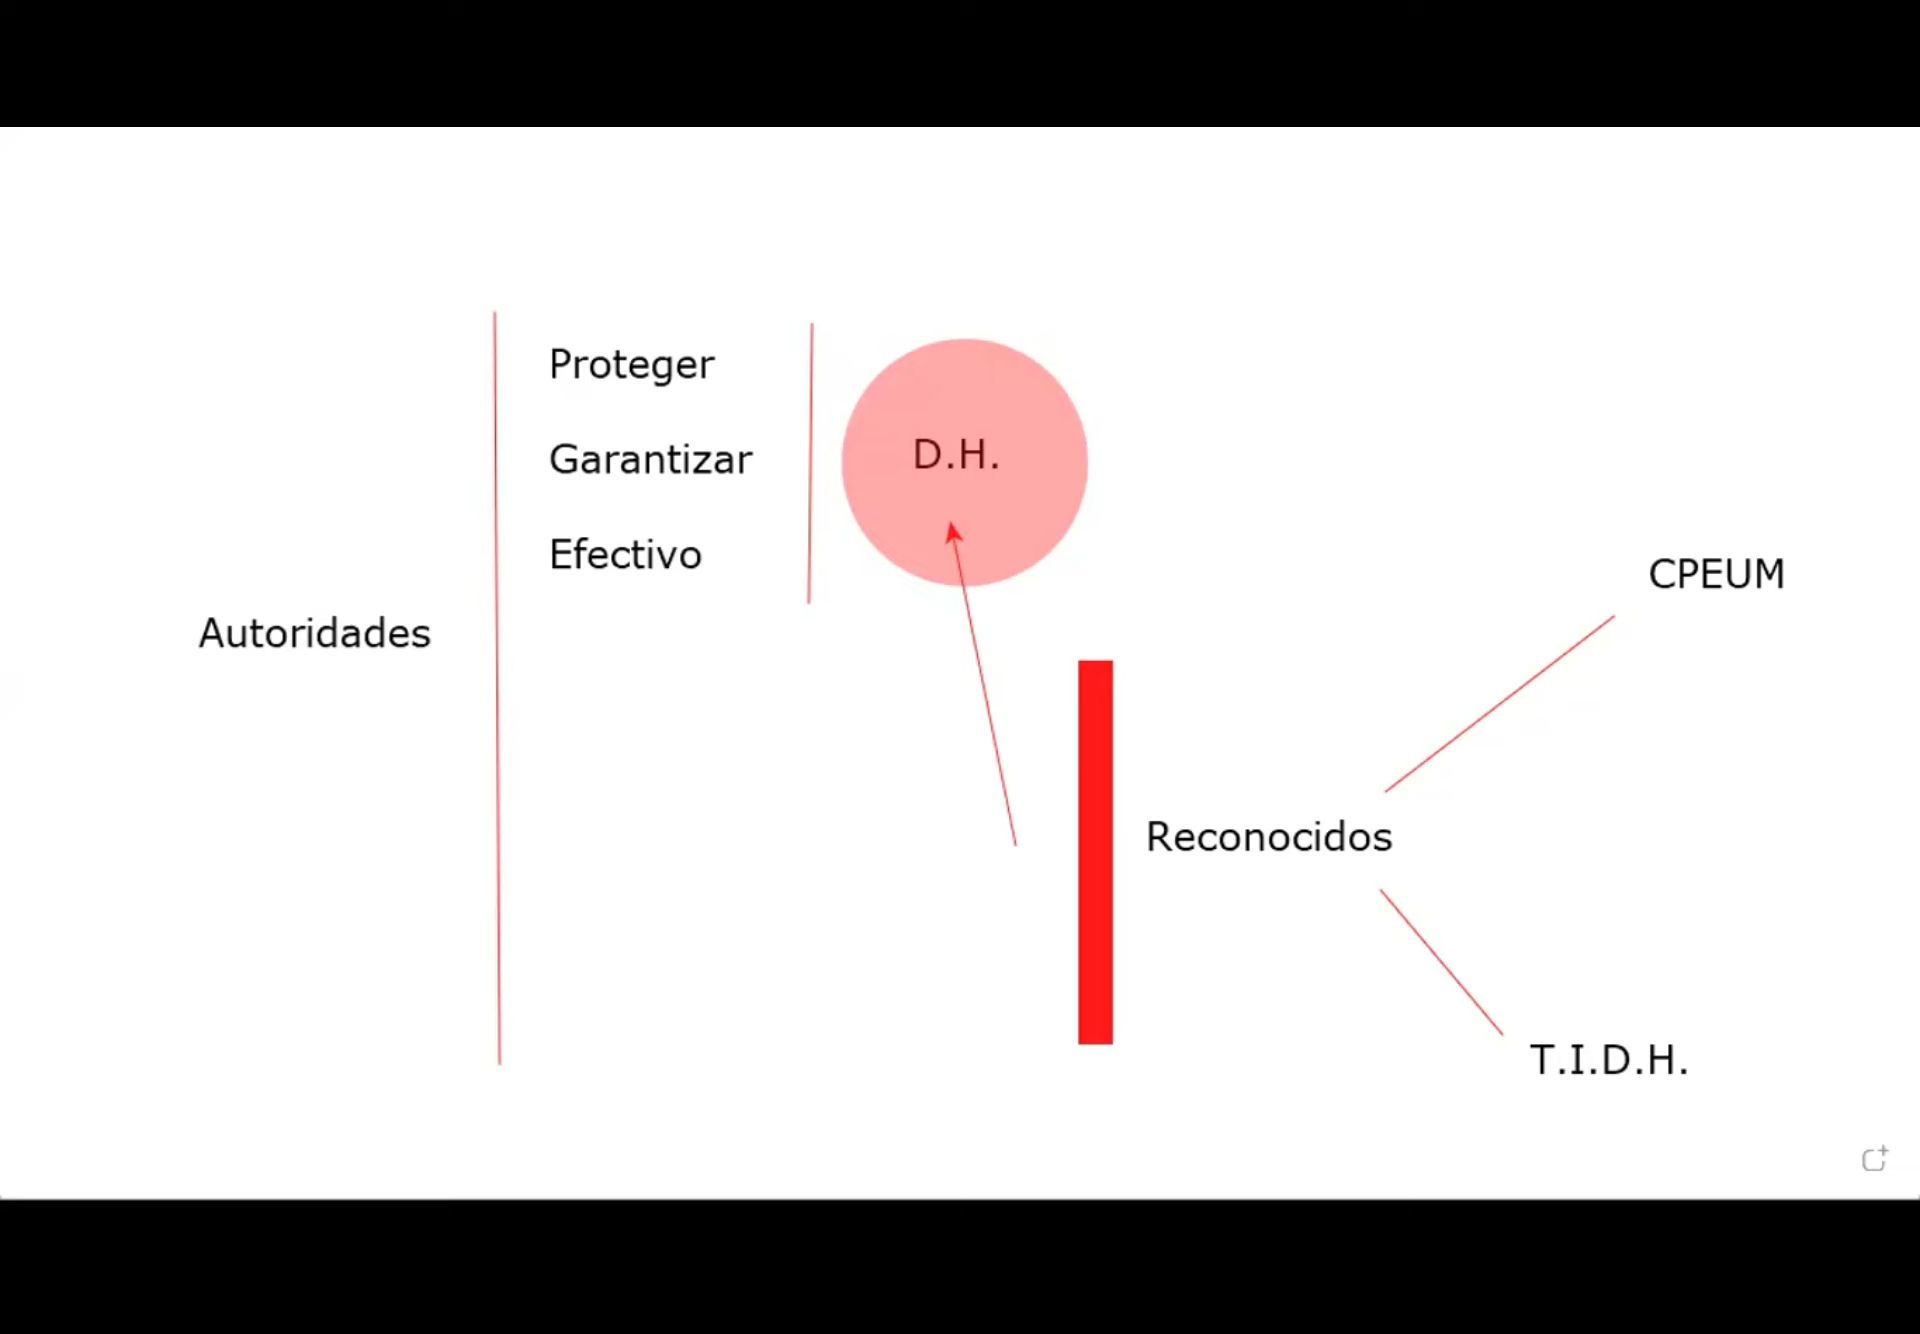 Proteger
Garantizar
Efectivo
D.H.
Autoridades
CPEUM
Reconocidos
T.I.D.H.